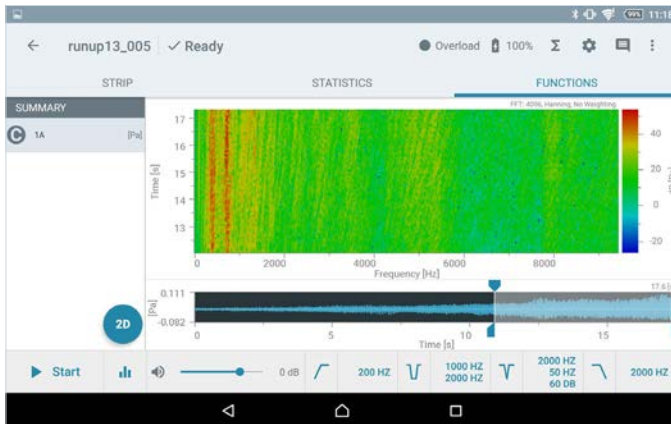 99% 11:18
runup13_005 Ready Overload 100%
STRIP STATISTICS FUNCTIONS
SUMMARY
C 1A [Pa]
FFT: 4096, Hanning, No Weighting
17
16
15
14
13
Time [s]
0 2000 4000 6000 8000
Frequency [Hz]
40
20
0
-20
17.6
0.111
-0.082
[Pa]
0 5 10 15
Time [s]
2D
Start 0 dB 200 HZ 1000 HZ 2000 HZ 2000 HZ 50 HZ 60 DB 2000 HZ